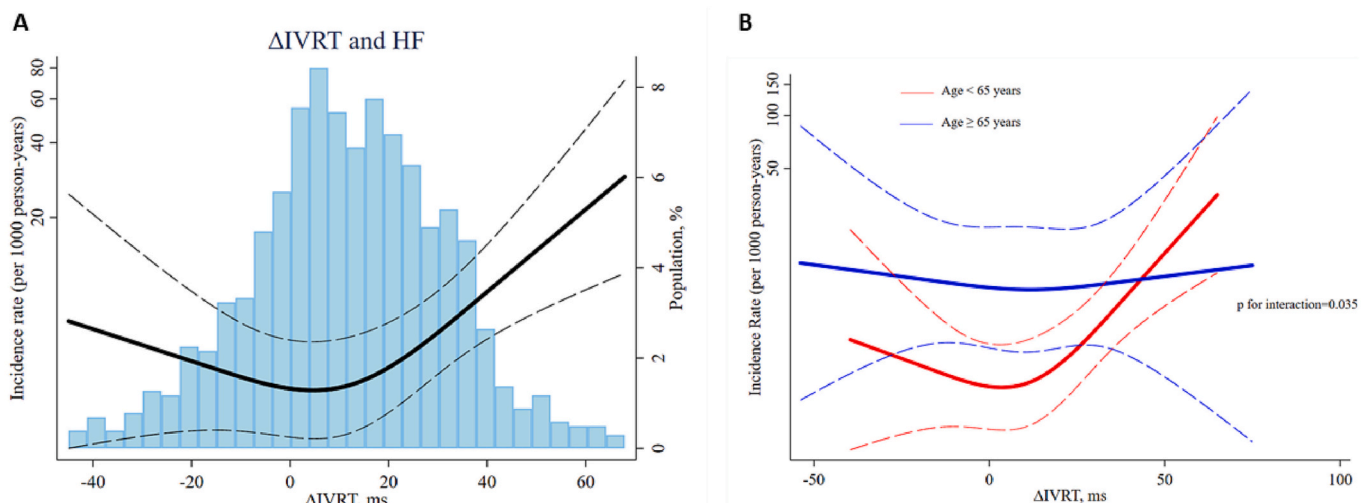 A
ΔIVRT and HF
Incidence rate (per 1000 person-years)
80
60
40
20
8
6
4
2
0
Population, %
-40
-20
0
20
40
60
ΔIVRT, ms
B
Incidence Rate (per 1000 person-years)
150
100
50
Age < 65 years
Age ≥ 65 years
p for interaction=0.035
-50
0
50
100
ΔIVRT, ms